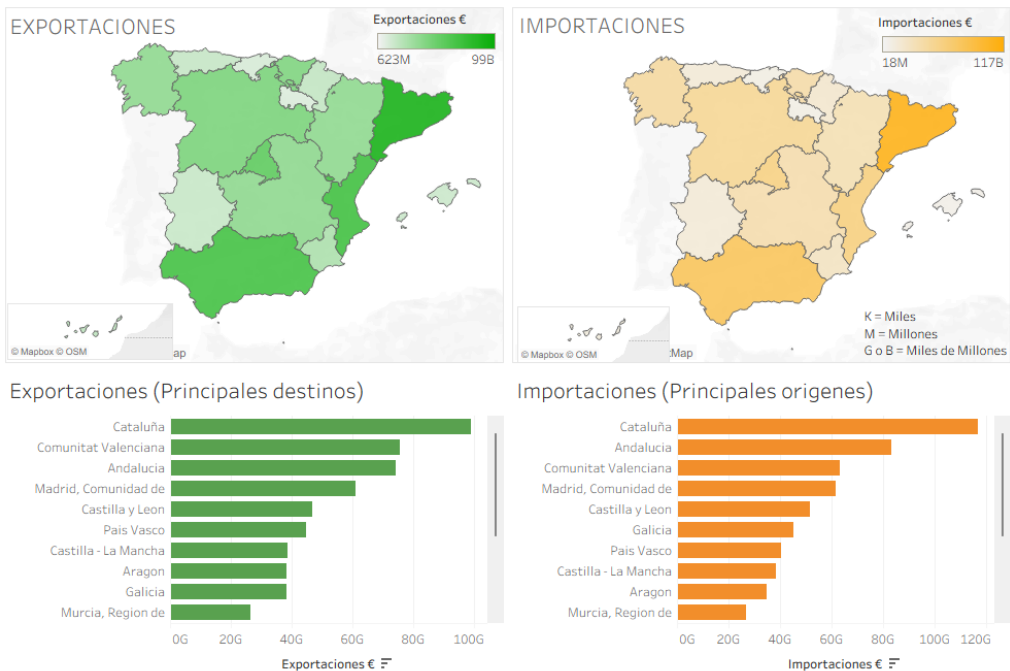 EXPORTACIONES
Exportaciones €
623M 99B
© Mapbox © OSM
Map
IMPORTACIONES
Importaciones €
18M 117B
K = Miles
M = Millones
G o B = Miles de Millones
© Mapbox © OSM
Map
Exportaciones (Principales destinos)
Cataluña
Comunitat Valenciana
Andalucia
Madrid, Comunidad de
Castilla y Leon
Pais Vasco
Castilla - La Mancha
Aragon
Galicia
Murcia, Region de
0G 20G 40G 60G 80G 100G
Exportaciones €
Importaciones (Principales origenes)
Cataluña
Andalucia
Comunitat Valenciana
Madrid, Comunidad de
Castilla y Leon
Galicia
Pais Vasco
Castilla - La Mancha
Aragon
Murcia, Region de
0G 20G 40G 60G 80G 100G 120G
Importaciones €